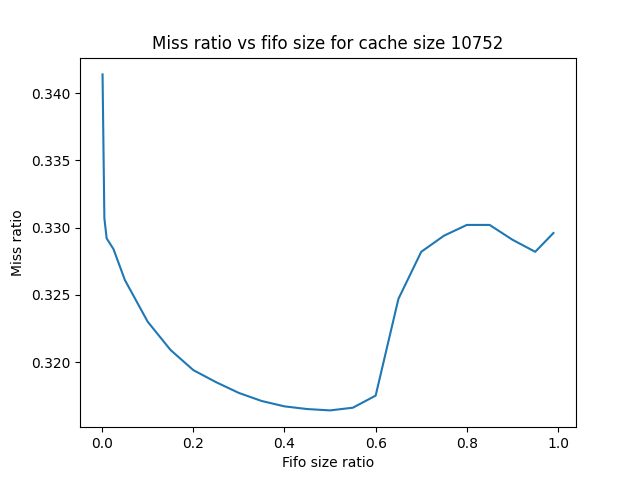 Miss ratio vs fifo size for cache size 10752
0.340
0.335
0.330
0.325
0.320
Miss ratio
0.0 0.2 0.4 0.6 0.8 1.0
Fifo size ratio